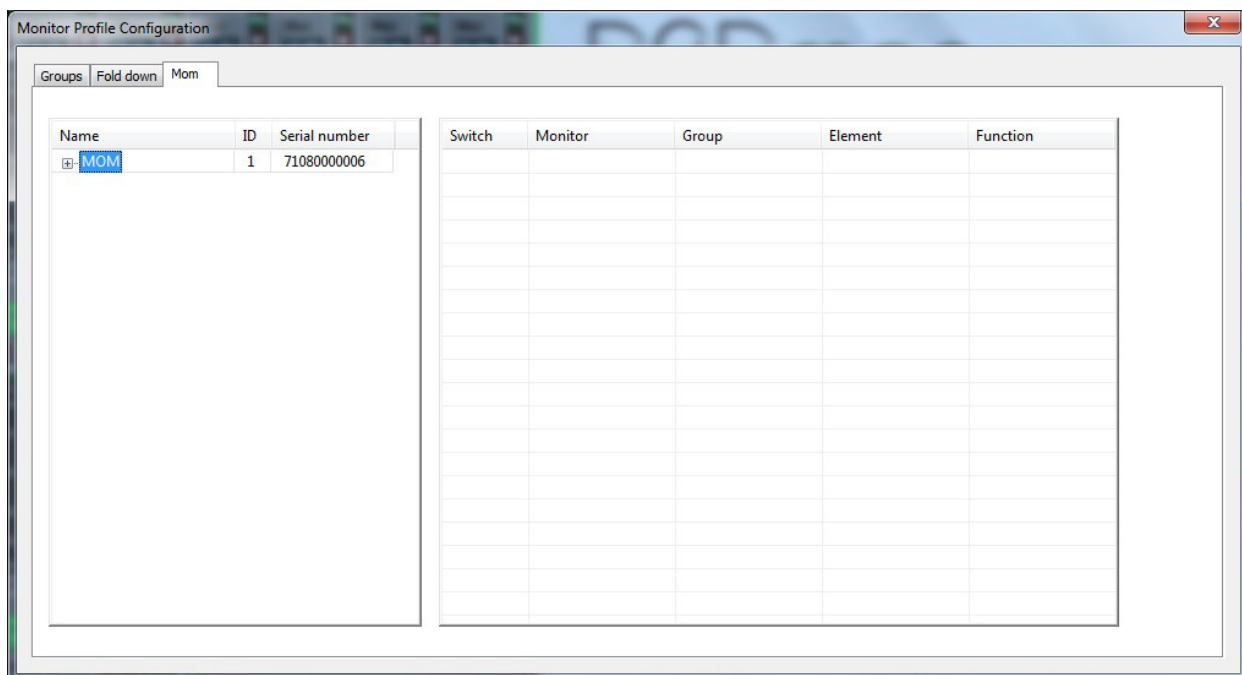 Monitor Profile Configuration
Groups Fold down Mom
Name ID Serial number Switch Monitor Group Element Function
MOM 1 71080000006